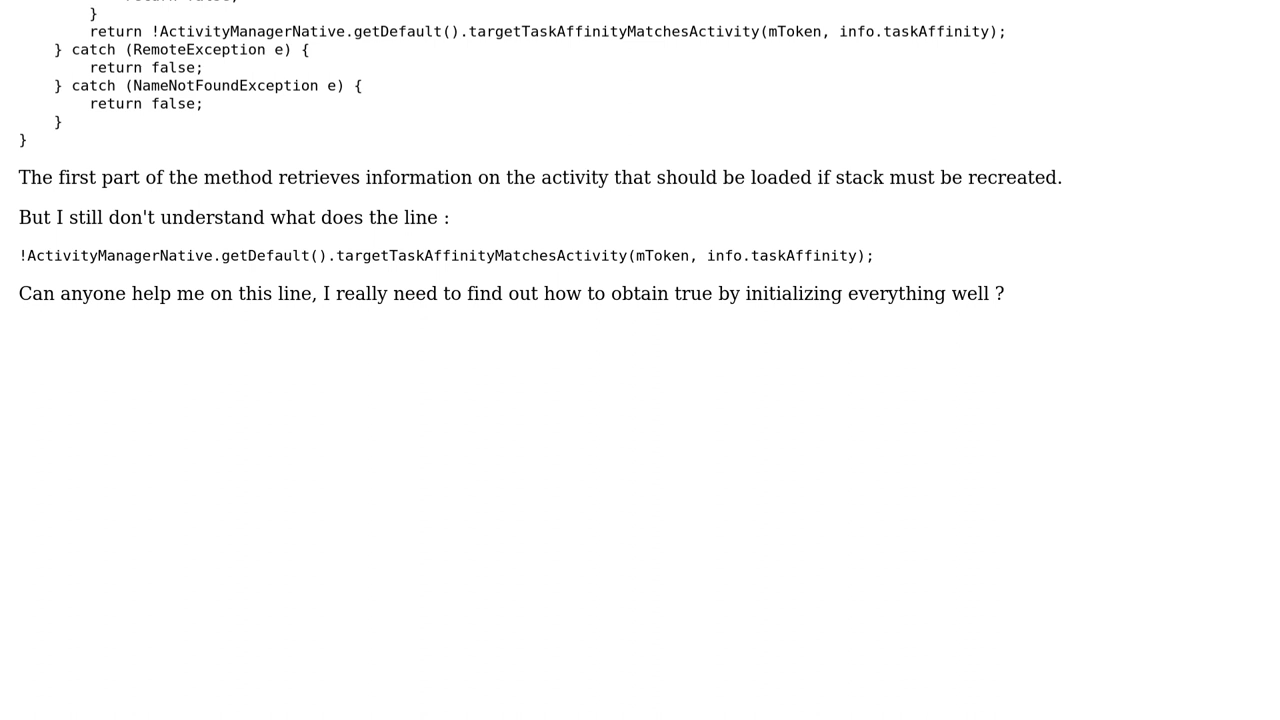 return false;
}
return !ActivityManagerNative.getDefault().targetTaskAffinityMatchesActivity(mToken, info.taskAffinity);
} catch (RemoteException e) {
return false;
} catch (NameNotFoundException e) {
return false;
}
}
The first part of the method retrieves information on the activity that should be loaded if stack must be recreated.
But I still don't understand what does the line :
!ActivityManagerNative.getDefault().targetTaskAffinityMatchesActivity(mToken, info.taskAffinity);
Can anyone help me on this line, I really need to find out how to obtain true by initializing everything well ?